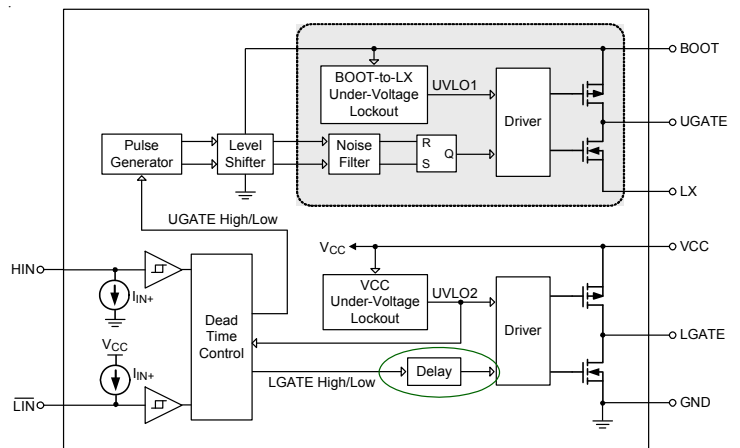 BOOT
BOOT-to-LX
Under-Voltage
Lockout
UVLO1
Driver
UGATE
Pulse
Generator
Level
Shifter
Noise
Filter
R
S
Q
LX
UGATE High/Low
VCC
VCC
HIN
IIN+
VCC
Under-Voltage
Lockout
UVLO2
Driver
Dead
Time
Control
LGATE
VCC
IIN+
LGATE High/Low
Delay
LIN
GND